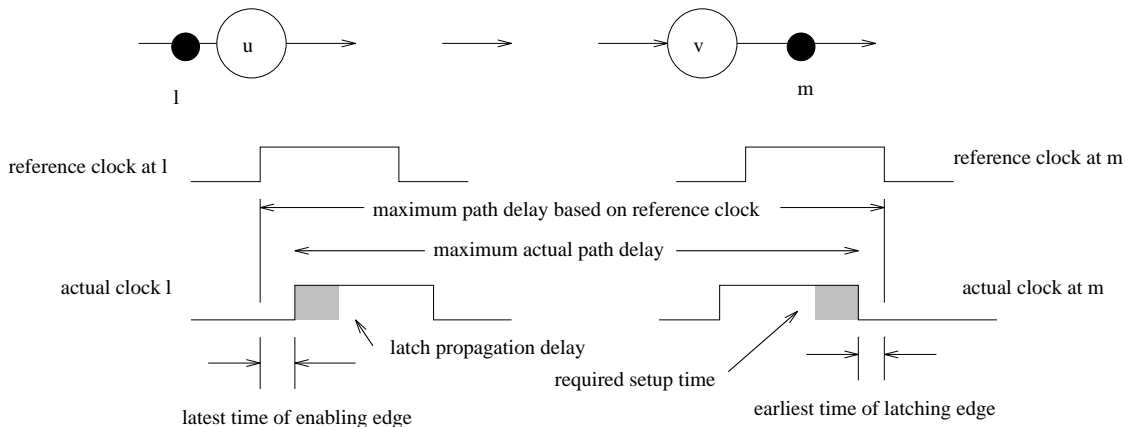 u
v
l
m
reference clock at l
reference clock at m
maximum path delay based on reference clock
maximum actual path delay
actual clock l
actual clock at m
latch propagation delay
required setup time
latest time of enabling edge
earliest time of latching edge